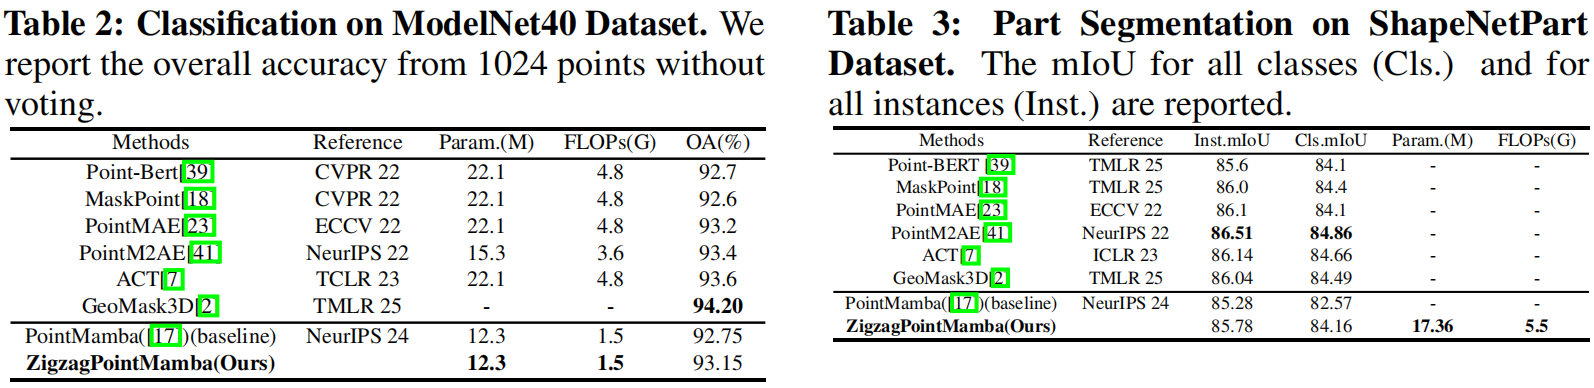 Table 2: Classification on ModelNet40 Dataset. We
report the overall accuracy from 1024 points without
voting.
Methods Reference Param.(M) FLOPs(G) OA(%)
Point-Bert[39 CVPR 22 22.1 4.8 92.7
MaskPoint[18 CVPR 22 22.1 4.8 92.6
PointMAE[23 ECCV 22 22.1 4.8 93.2
PointM2AE[41 NeurIPS 22 15.3 3.6 93.4
ACT[7 TCLR 23 22.1 4.8 93.6
GeoMask3D[2 TMLR 25 - - 94.20
PointMamba([17])(baseline) NeurIPS 24 12.3 1.5 92.75
ZigzagPointMamba(Ours) 12.3 1.5 93.15
Table 3: Part Segmentation on ShapeNetPart
Dataset. The mIoU for all classes (Cls.) and for
all instances (Inst.) are reported.
Methods Reference Inst.mIoU Cls.mIoU Param.(M) FLOPs(G)
Point-BERT [39 TMLR 25 85.6 84.1 - -
MaskPoint[18 TMLR 25 86.0 84.4 - -
PointMAE[23 ECCV 22 86.1 84.1 - -
PointM2AE[41 NeurIPS 22 86.51 84.86 - -
ACT[7 ICLR 23 86.14 84.66 - -
GeoMask3D[2 TMLR 25 86.04 84.49 - -
PointMamba([17])(baseline) NeurIPS 24 85.28 82.57 - -
ZigzagPointMamba(Ours) 85.78 84.16 17.36 5.5